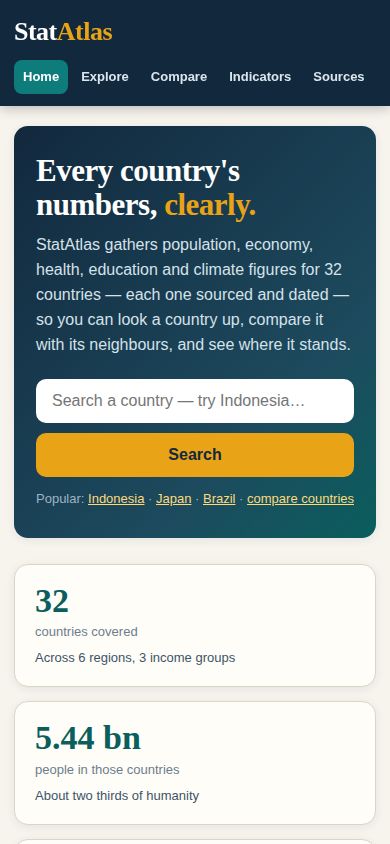 StatAtlas
Home Explore Compare Indicators Sources
Every country's
numbers, clearly.
StatAtlas gathers population, economy,
health, education and climate figures for 32
countries — each one sourced and dated —
so you can look a country up, compare it
with its neighbours, and see where it stands.
Search a country — try Indonesia…
Search
Popular: Indonesia · Japan · Brazil · compare countries
32
countries covered
Across 6 regions, 3 income groups
5.44 bn
people in those countries
About two thirds of humanity